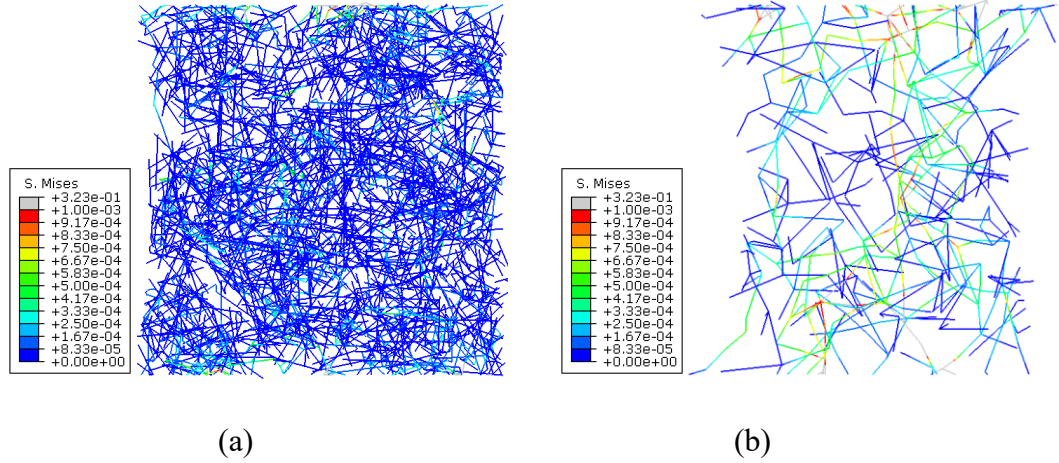 S. Mises
+3.23e-01
+1.00e-03
+9.17e-04
+8.33e-04
+7.50e-04
+6.67e-04
+5.83e-04
+5.00e-04
+4.17e-04
+3.33e-04
+2.50e-04
+1.67e-04
+8.33e-05
+0.00e+00
(a)
S. Mises
+3.23e-01
+1.00e-03
+9.17e-04
+8.33e-04
+7.50e-04
+6.67e-04
+5.83e-04
+5.00e-04
+4.17e-04
+3.33e-04
+2.50e-04
+1.67e-04
+8.33e-05
+0.00e+00
(b)